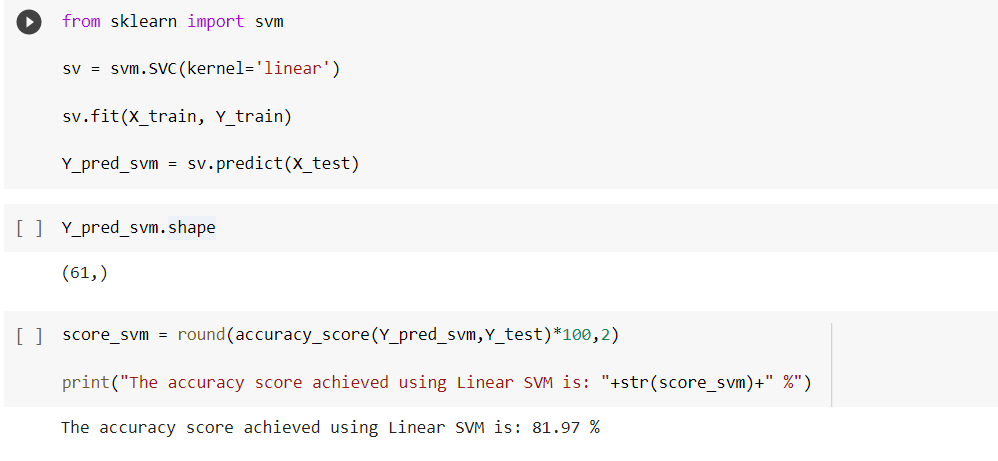 from sklearn import svm
sv = svm.SVC(kernel='linear')
sv.fit(X_train, Y_train)
Y_pred_svm = sv.predict(X_test)
[ ] Y_pred_svm.shape
(61,)
[ ] score_svm = round(accuracy_score(Y_pred_svm,Y_test)*100,2)
print("The accuracy score achieved using Linear SVM is: "+str(score_svm)+" %")
The accuracy score achieved using Linear SVM is: 81.97 %